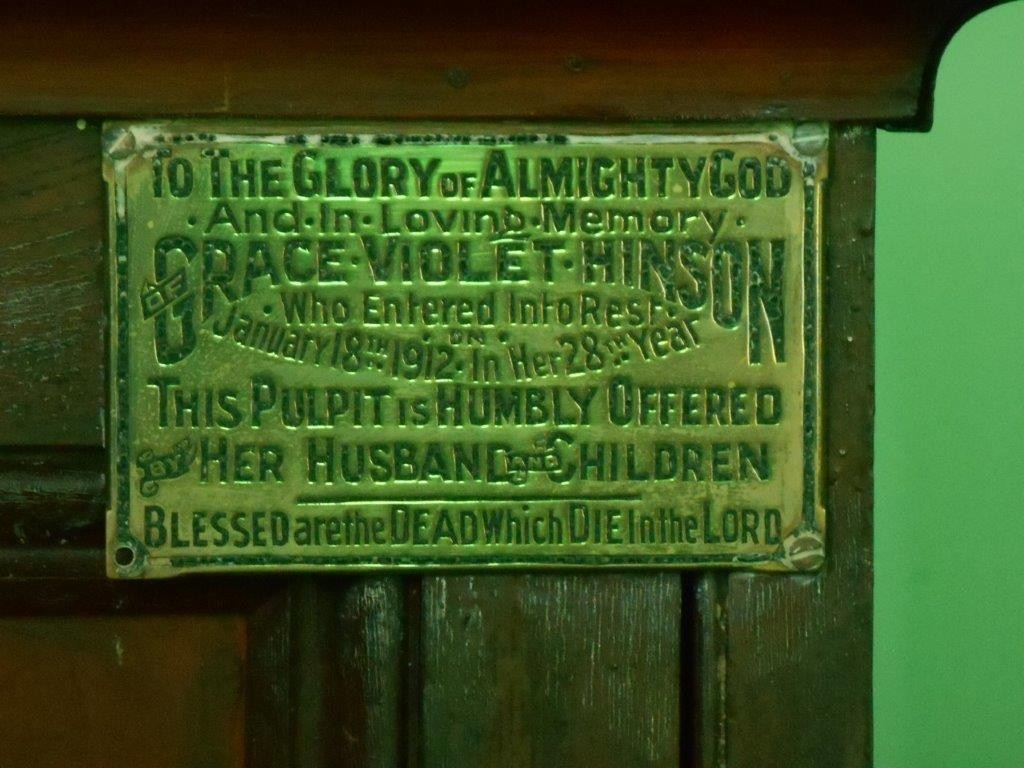 TO THE GLORY OF ALMIGHTY GOD
· And · In · Loving · Memory ·
OF GRACE · VIOLET · HINSON
· Who Entered Into Rest ·
· ON ·
January 18TH 1912 · In Her 28TH Year
THIS PULPIT IS HUMBLY OFFERED
BY HER HUSBAND AND CHILDREN
BLESSED are the DEAD Which DIE In the LORD